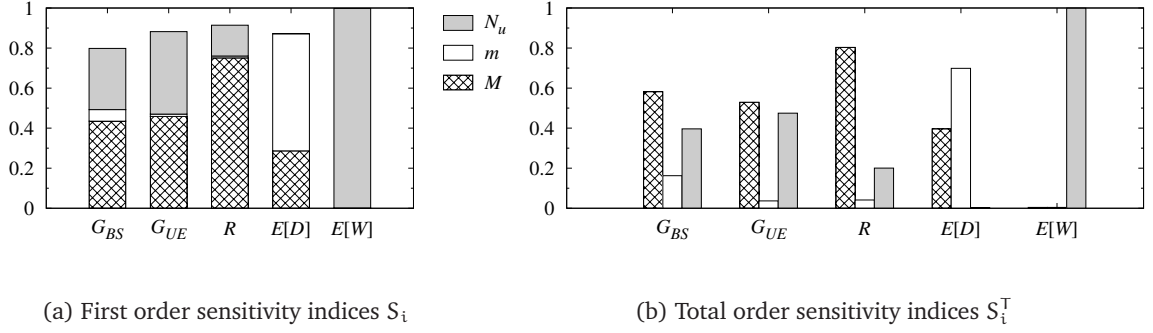 1
0.8
0.6
0.4
0.2
0
G_BS G_UE R E[D] E[W]
N_u
m
M
1
0.8
0.6
0.4
0.2
0
G_BS G_UE R E[D] E[W]
(a) First order sensitivity indices S_i
(b) Total order sensitivity indices S_i^T